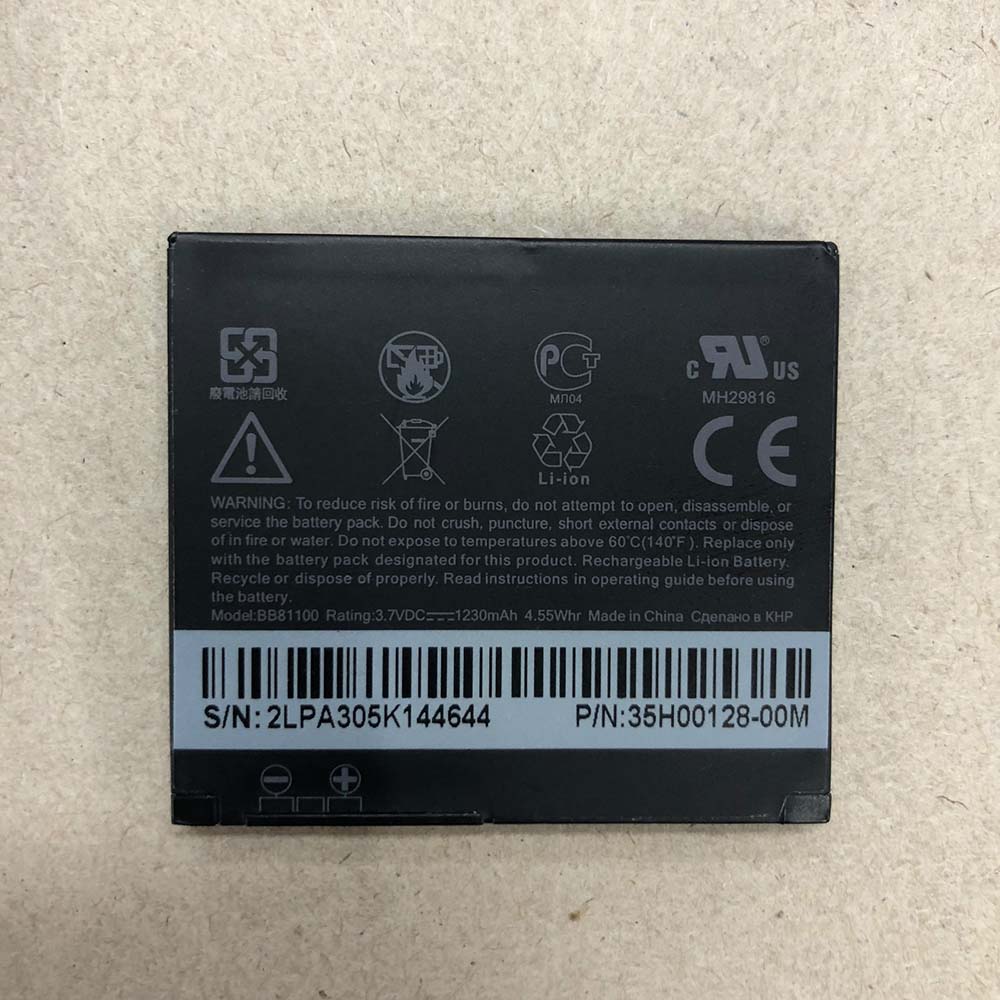 廢電池請回收
РСТ
МЛ04
c RU ® US
MH29816
Li-ion
CE
WARNING: To reduce risk of fire or burns, do not attempt to open, disassemble, or
service the battery pack. Do not crush, puncture, short external contacts or dispose
of in fire or water. Do not expose to temperatures above 60°C(140°F). Replace only
with the battery pack designated for this product. Rechargeable Li-ion Battery.
Recycle or dispose of properly. Read instructions in operating guide before using
the battery.
Model:BB81100 Rating:3.7VDC 1230mAh 4.55Whr Made in China Сделано в КНР
S/N: 2LPA305K144644
P/N:35H00128-00M